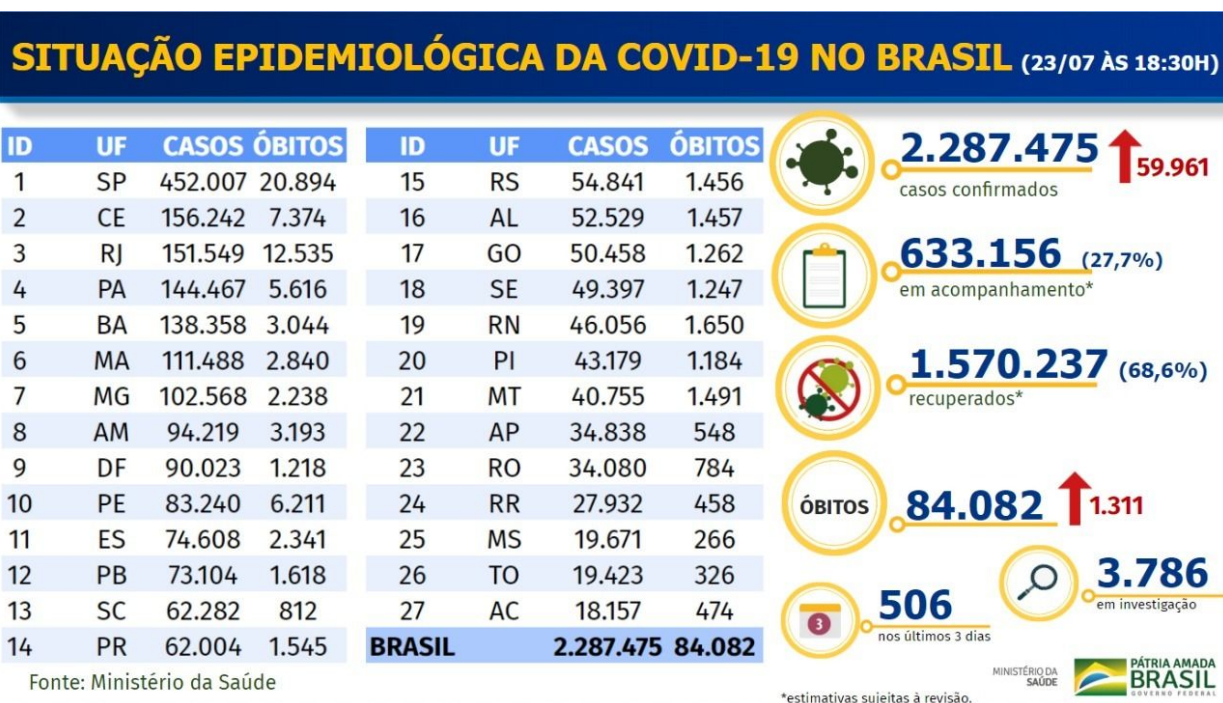 SITUAÇÃO EPIDEMIOLÓGICA DA COVID-19 NO BRASIL (23/07 ÀS 18:30H)
ID UF CASOS ÓBITOS
1 SP 452.007 20.894
2 CE 156.242 7.374
3 RJ 151.549 12.535
4 PA 144.467 5.616
5 BA 138.358 3.044
6 MA 111.488 2.840
7 MG 102.568 2.238
8 AM 94.219 3.193
9 DF 90.023 1.218
10 PE 83.240 6.211
11 ES 74.608 2.341
12 PB 73.104 1.618
13 SC 62.282 812
14 PR 62.004 1.545
ID UF CASOS ÓBITOS
15 RS 54.841 1.456
16 AL 52.529 1.457
17 GO 50.458 1.262
18 SE 49.397 1.247
19 RN 46.056 1.650
20 PI 43.179 1.184
21 MT 40.755 1.491
22 AP 34.838 548
23 RO 34.080 784
24 RR 27.932 458
25 MS 19.671 266
26 TO 19.423 326
27 AC 18.157 474
BRASIL 2.287.475 84.082
2.287.475 59.961
casos confirmados
633.156 (27,7%)
em acompanhamento*
1.570.237 (68,6%)
recuperados*
ÓBITOS 84.082 1.311
3.786
em investigação
3
506
nos últimos 3 dias
Fonte: Ministério da Saúde
*estimativas sujeitas à revisão.
MINISTÉRIO DA
SAÚDE
PÁTRIA AMADA
BRASIL
GOVERNO FEDERAL